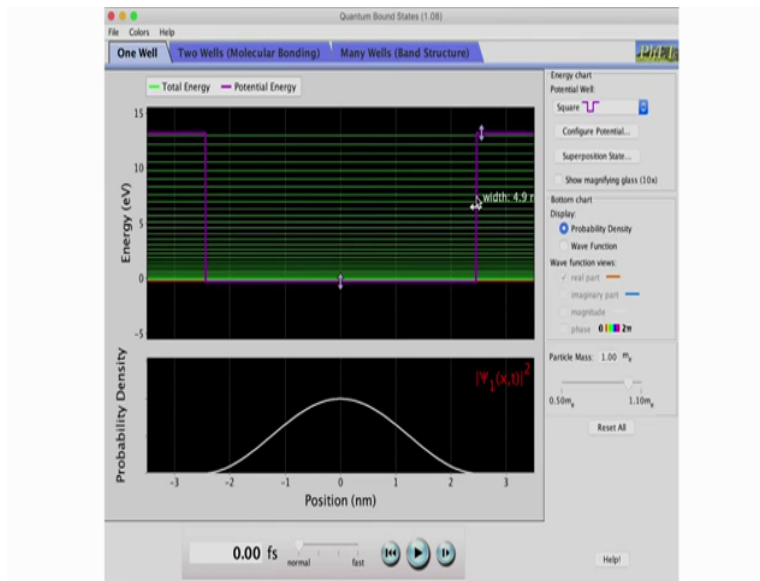 Quantum Bound States (1.08)
File Colors Help
One Well Two Wells (Molecular Bonding) Many Wells (Band Structure)
Total Energy Potential Energy
15
10
5
0
-5
Energy (eV)
width: 4.9
Energy chart
Potential Well:
Square
Configure Potential...
Superposition State...
Show magnifying glass (10x)
Bottom chart
Display:
Probability Density
Wave Function
Wave function views:
real part
imaginary part
magnitude
phase 0 2π
Particle Mass: 1.00 mₑ
0.50mₑ 1.10mₑ
Reset All
Probability Density
|Ψ₁(x,t)|²
-3 -2 -1 0 1 2 3
Position (nm)
0.00 fs
normal fast
Help!